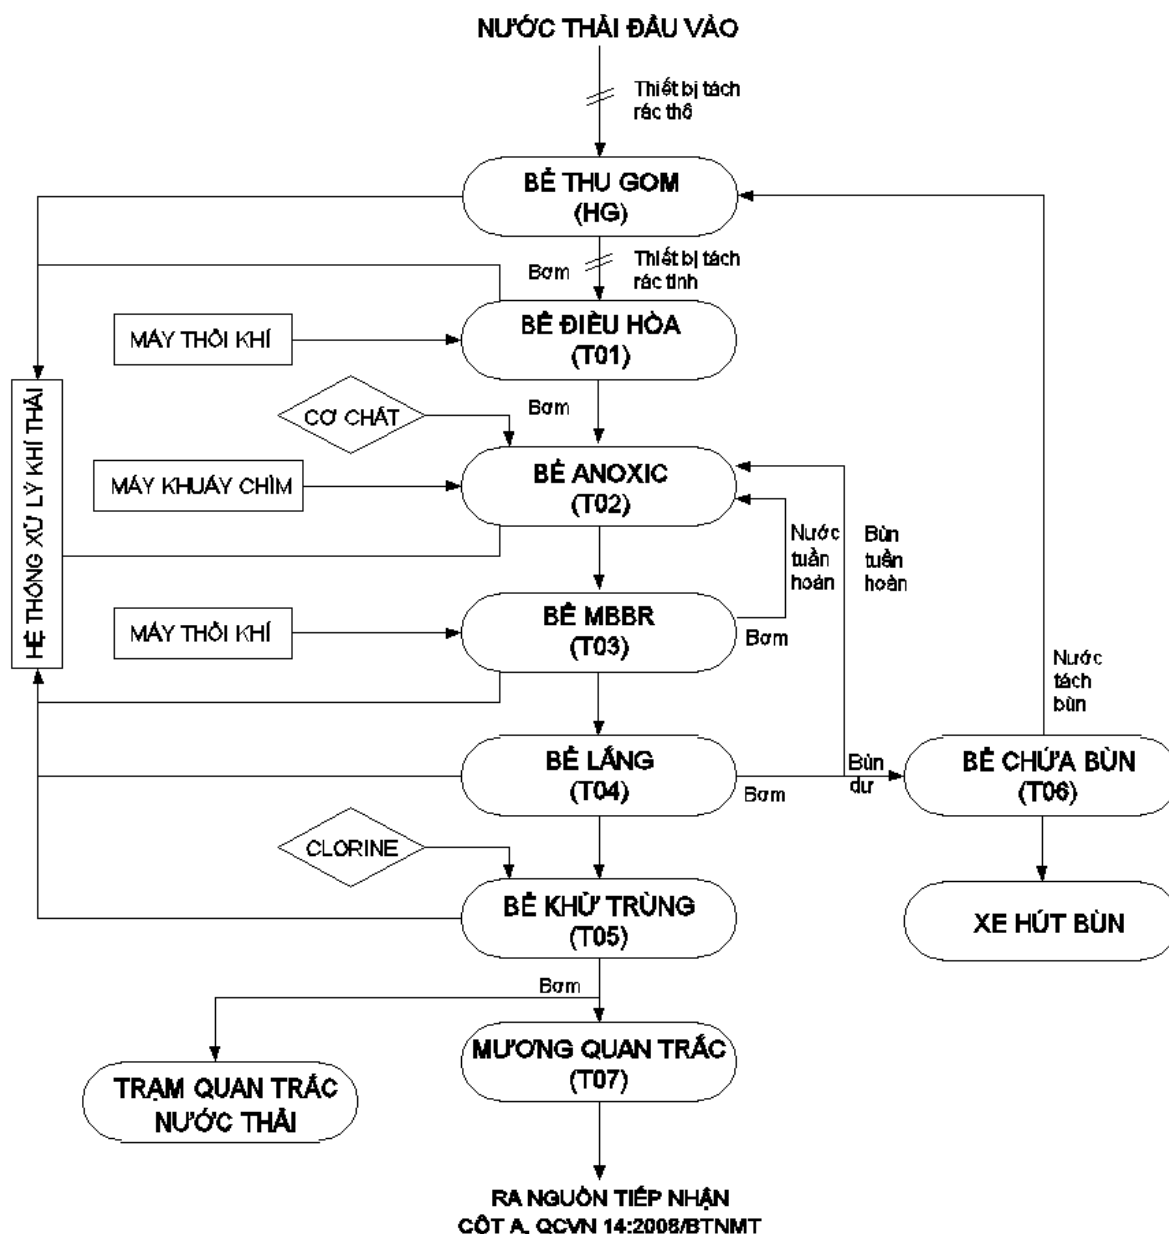 NƯỚC THẢI ĐẦU VÀO
Thiết bị tách
rác thô
BỂ THU GOM
(HG)
Bơm
Thiết bị tách
rác tinh
BỂ ĐIỀU HÒA
(T01)
MÁY THỔI KHÍ
CƠ CHẤT
Bơm
BỂ ANOXIC
(T02)
MÁY KHUẤY CHÌM
HỆ THỐNG XỬ LÝ KHÍ THẢI
Nước
tuần
hoàn
Bùn
tuần
hoàn
BỂ MBBR
(T03)
MÁY THỔI KHÍ
Bơm
Nước
tách
bùn
BỂ LẮNG
(T04)
Bơm
Bùn
dư
BỂ CHỨA BÙN
(T06)
CLORINE
BỂ KHỬ TRÙNG
(T05)
XE HÚT BÙN
Bơm
MƯƠNG QUAN TRẮC
(T07)
TRẠM QUAN TRẮC
NƯỚC THẢI
RA NGUỒN TIẾP NHẬN
CỘT A, QCVN 14:2008/BTNMT